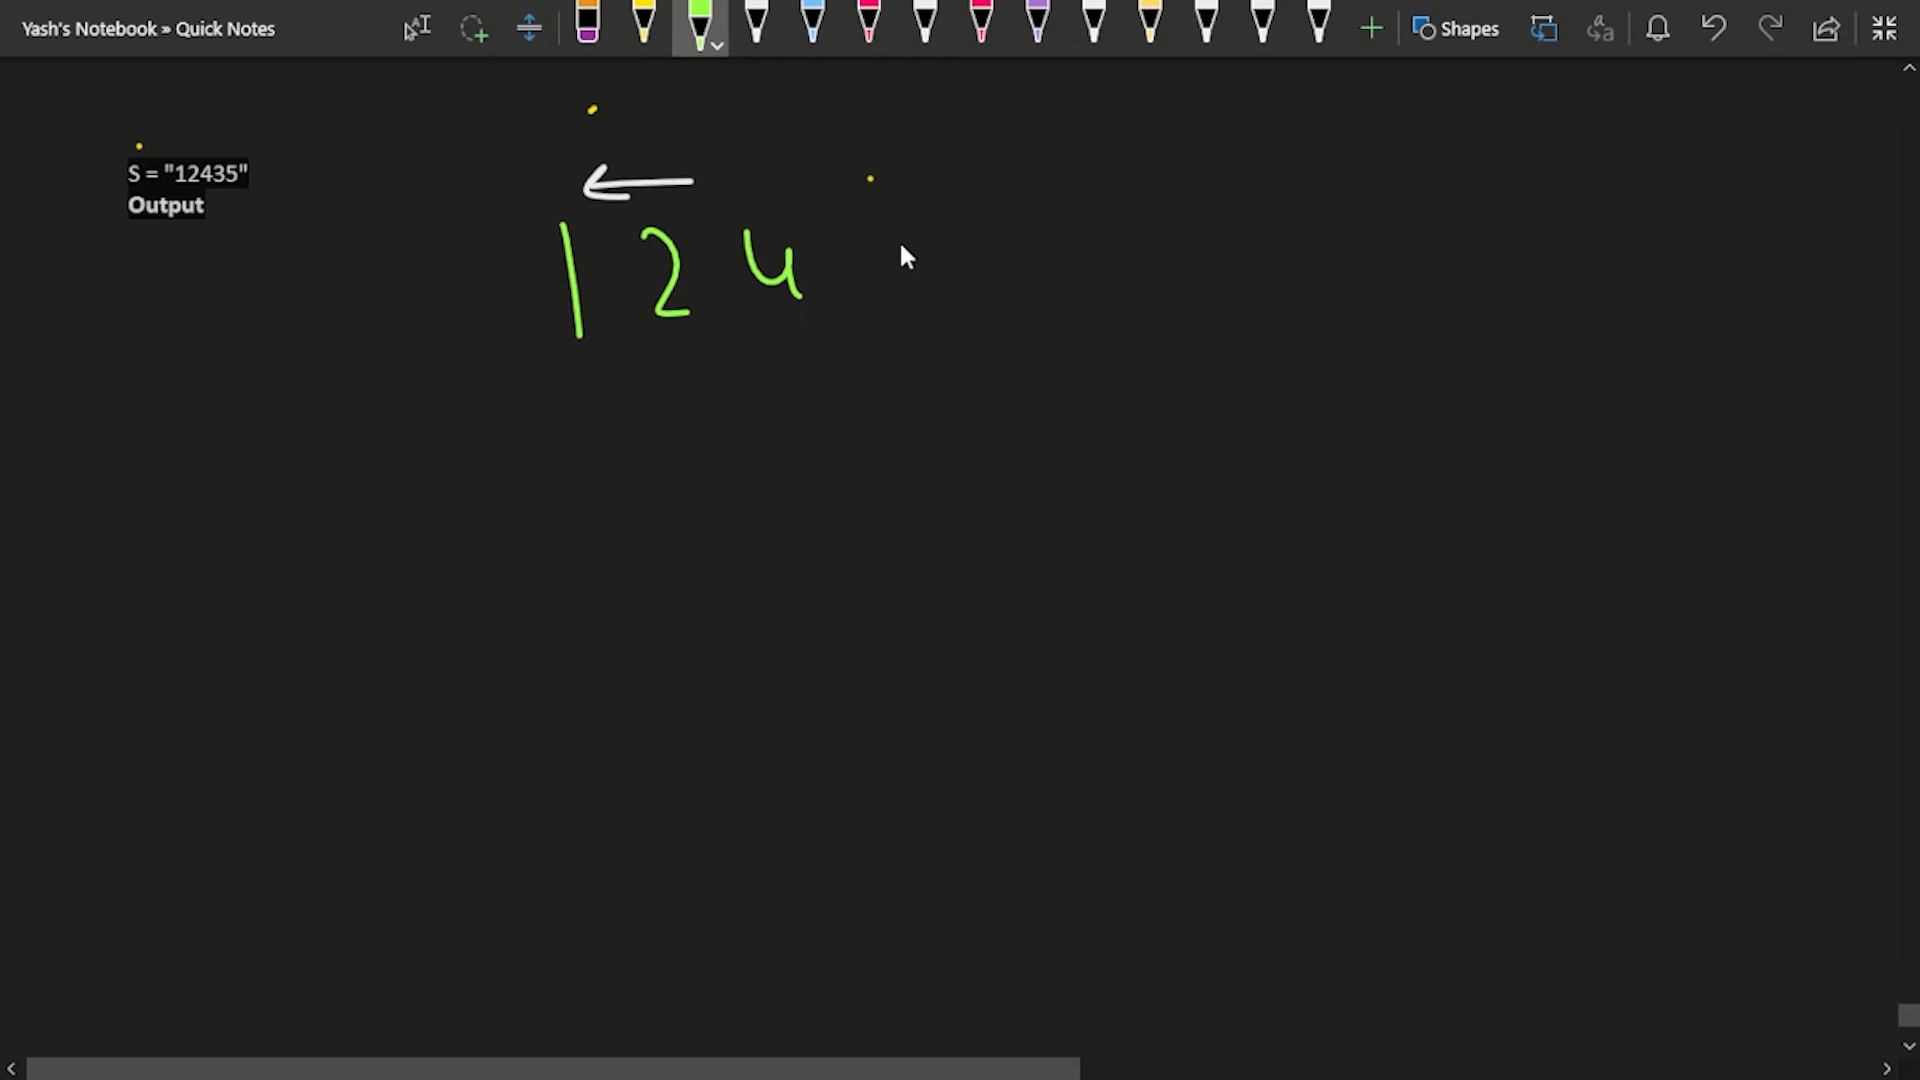 Yash's Notebook » Quick Notes
Shapes
S = "12435"
Output
1 2 4